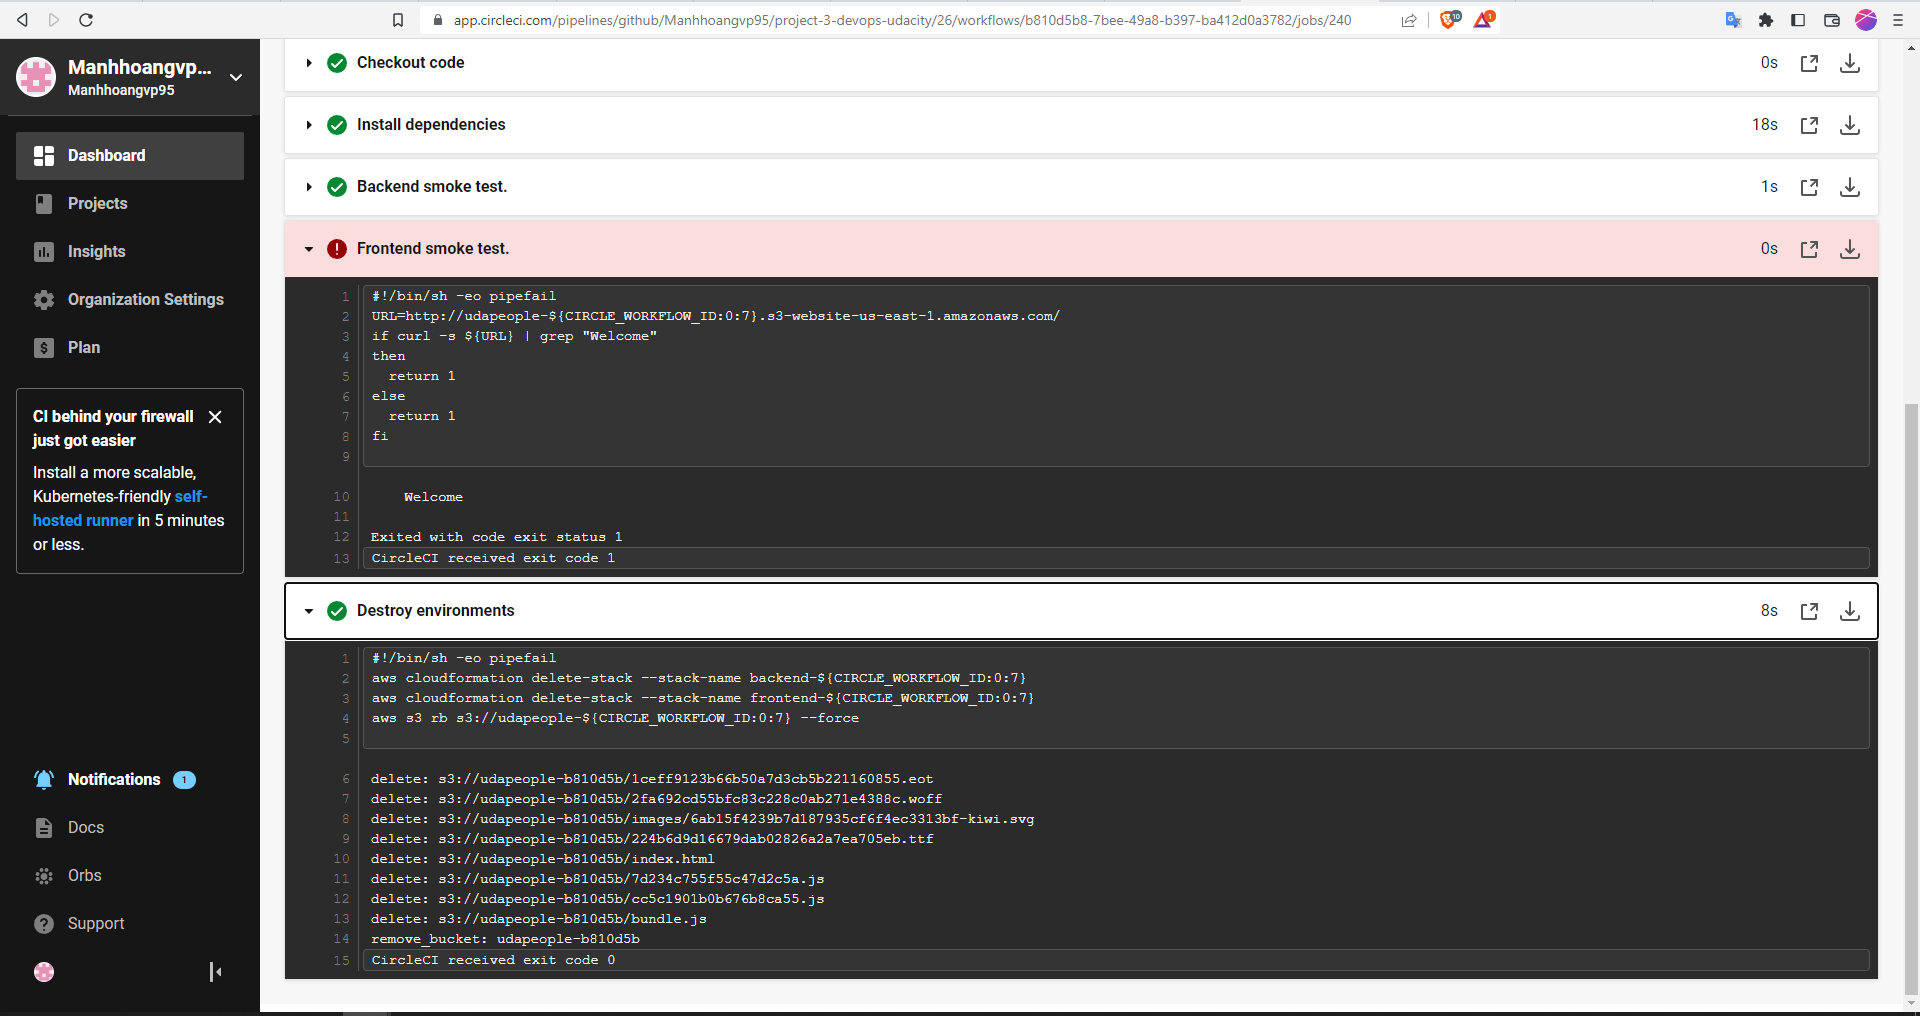 app.circleci.com/pipelines/github/Manhhoangvp95/project-3-devops-udacity/26/workflows/b810d5b8-7bee-49a8-b397-ba412d0a3782/jobs/240
10
1
Manhhoangvp...
Manhhoangvp95
Dashboard
Projects
Insights
Organization Settings
Plan
CI behind your firewall
just got easier
Install a more scalable,
Kubernetes-friendly self-
hosted runner in 5 minutes
or less.
Notifications 1
Docs
Orbs
Support
Checkout code 0s
Install dependencies 18s
Backend smoke test. 1s
Frontend smoke test. 0s
1 #!/bin/sh -eo pipefail
2 URL=http://udapeople-${CIRCLE_WORKFLOW_ID:0:7}.s3-website-us-east-1.amazonaws.com/
3 if curl -s ${URL} | grep "Welcome"
4 then
5 return 1
6 else
7 return 1
8 fi
9
10 Welcome
11
12 Exited with code exit status 1
13 CircleCI received exit code 1
Destroy environments 8s
1 #!/bin/sh -eo pipefail
2 aws cloudformation delete-stack --stack-name backend-${CIRCLE_WORKFLOW_ID:0:7}
3 aws cloudformation delete-stack --stack-name frontend-${CIRCLE_WORKFLOW_ID:0:7}
4 aws s3 rb s3://udapeople-${CIRCLE_WORKFLOW_ID:0:7} --force
5
6 delete: s3://udapeople-b810d5b/1ceff9123b66b50a7d3cb5b221160855.eot
7 delete: s3://udapeople-b810d5b/2fa692cd55bfc83c228c0ab271e4388c.woff
8 delete: s3://udapeople-b810d5b/images/6ab15f4239b7d187935cf6f4ec3313bf-kiwi.svg
9 delete: s3://udapeople-b810d5b/224b6d9d16679dab02826a2a7ea705eb.ttf
10 delete: s3://udapeople-b810d5b/index.html
11 delete: s3://udapeople-b810d5b/7d234c755f55c47d2c5a.js
12 delete: s3://udapeople-b810d5b/cc5c1901b0b676b8ca55.js
13 delete: s3://udapeople-b810d5b/bundle.js
14 remove_bucket: udapeople-b810d5b
15 CircleCI received exit code 0